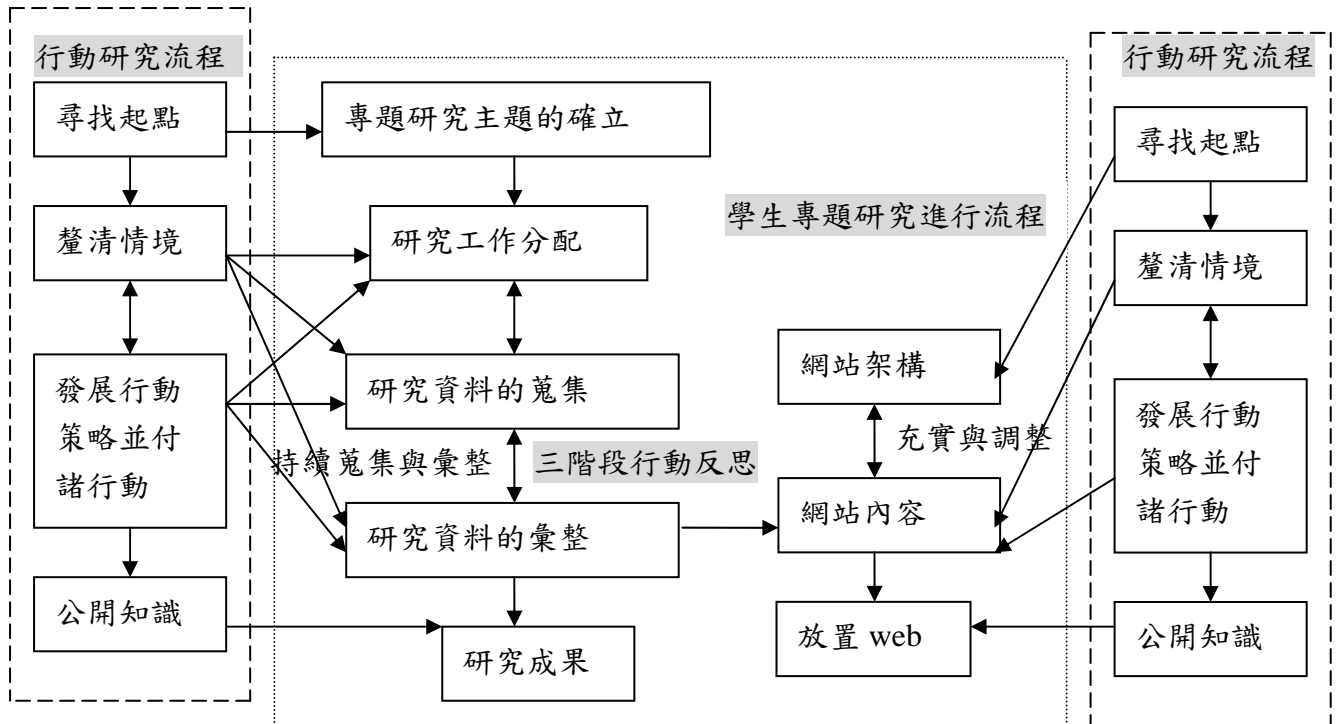 行動研究流程
尋找起點
釐清情境
發展行動
策略並付
諸行動
公開知識
專題研究主題的確立
研究工作分配
研究資料的蒐集
持續蒐集與彙整
三階段行動反思
研究資料的彙整
研究成果
學生專題研究進行流程
網站架構
充實與調整
網站內容
放置 web
行動研究流程
尋找起點
釐清情境
發展行動
策略並付
諸行動
公開知識